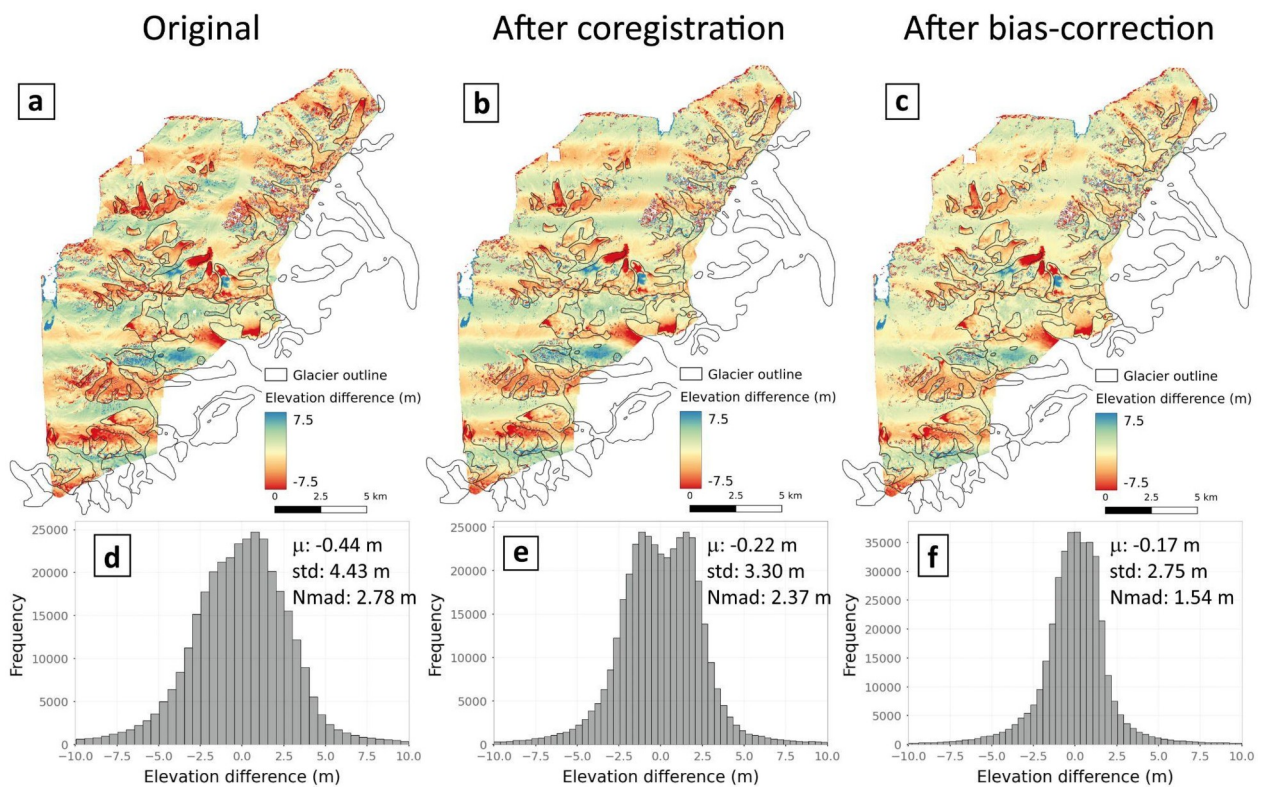 Original After coregistration After bias-correction
a b c
Glacier outline Glacier outline Glacier outline
Elevation difference (m) Elevation difference (m) Elevation difference (m)
7.5 7.5 7.5
-7.5 -7.5 -7.5
0 2.5 5 km 0 2.5 5 km 0 2.5 5 km
d
μ: -0.44 m
std: 4.43 m
Nmad: 2.78 m
Frequency
25000
20000
15000
10000
5000
0
−10.0 −7.5 −5.0 −2.5 0.0 2.5 5.0 7.5 10.0
Elevation difference (m)
e
μ: -0.22 m
std: 3.30 m
Nmad: 2.37 m
Frequency
25000
20000
15000
10000
5000
0
−10.0 −7.5 −5.0 −2.5 0.0 2.5 5.0 7.5 10.0
Elevation difference (m)
f
μ: -0.17 m
std: 2.75 m
Nmad: 1.54 m
Frequency
35000
30000
25000
20000
15000
10000
5000
0
−10.0 −7.5 −5.0 −2.5 0.0 2.5 5.0 7.5 10.0
Elevation difference (m)